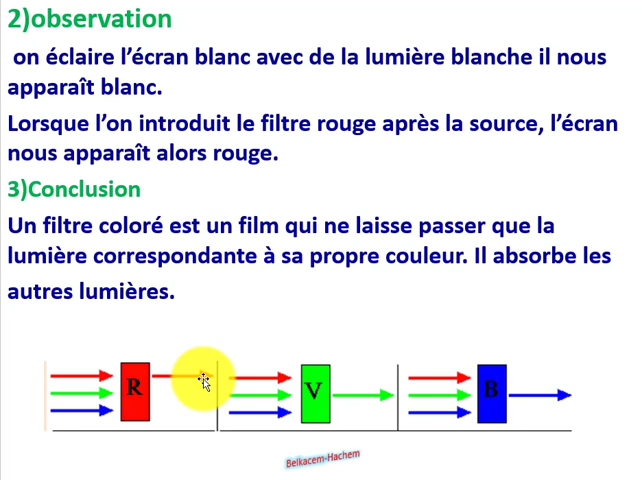 2)observation
on éclaire l’écran blanc avec de la lumière blanche il nous
apparaît blanc.
Lorsque l’on introduit le filtre rouge après la source, l’écran
nous apparaît alors rouge.
3)Conclusion
Un filtre coloré est un film qui ne laisse passer que la
lumière correspondante à sa propre couleur. Il absorbe les
autres lumières.
R V B
Belkacem-Hachem